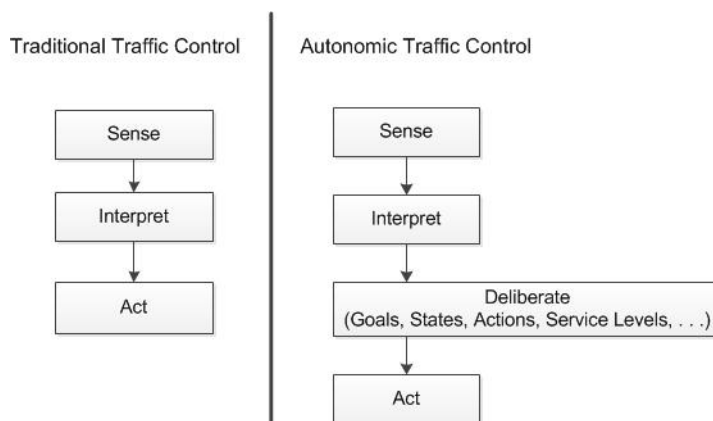 Traditional Traffic Control
Sense
Interpret
Act
Autonomic Traffic Control
Sense
Interpret
Deliberate
(Goals, States, Actions, Service Levels, . . .)
Act